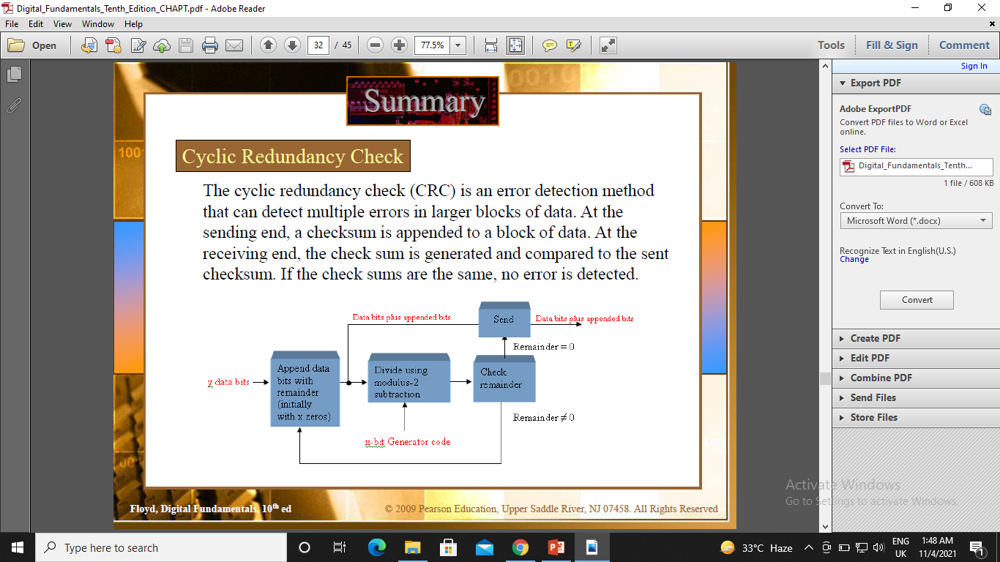 Digital_Fundamentals_Tenth_Edition_CHAPT.pdf - Adobe Reader
File Edit View Window Help
Open 32 / 45 77.5% Tools Fill & Sign Comment
Sign In
Export PDF
Adobe ExportPDF
Convert PDF files to Word or Excel
online.
Select PDF File:
Digital_Fundamentals_Tenth...
1 file / 608 KB
Convert To:
Microsoft Word (*.docx)
Recognize Text in English(U.S.)
Change
Convert
Create PDF
Edit PDF
Combine PDF
Send Files
Store Files
Summary
Cyclic Redundancy Check
The cyclic redundancy check (CRC) is an error detection method
that can detect multiple errors in larger blocks of data. At the
sending end, a checksum is appended to a block of data. At the
receiving end, the check sum is generated and compared to the sent
checksum. If the check sums are the same, no error is detected.
Data bits plus appended bits
Send
Data bits plus appended bits
Remainder = 0
y data bits
Append data
bits with
remainder
(initially
with x zeros)
Divide using
modulus-2
subtraction
Check
remainder
Remainder ≠ 0
x-bit Generator code
Floyd, Digital Fundamentals, 10th ed
© 2009 Pearson Education, Upper Saddle River, NJ 07458. All Rights Reserved
Activate Windows
Go to Settings to activate Windows.
Type here to search
33°C Haze
ENG
UK
1:48 AM
11/4/2021
1